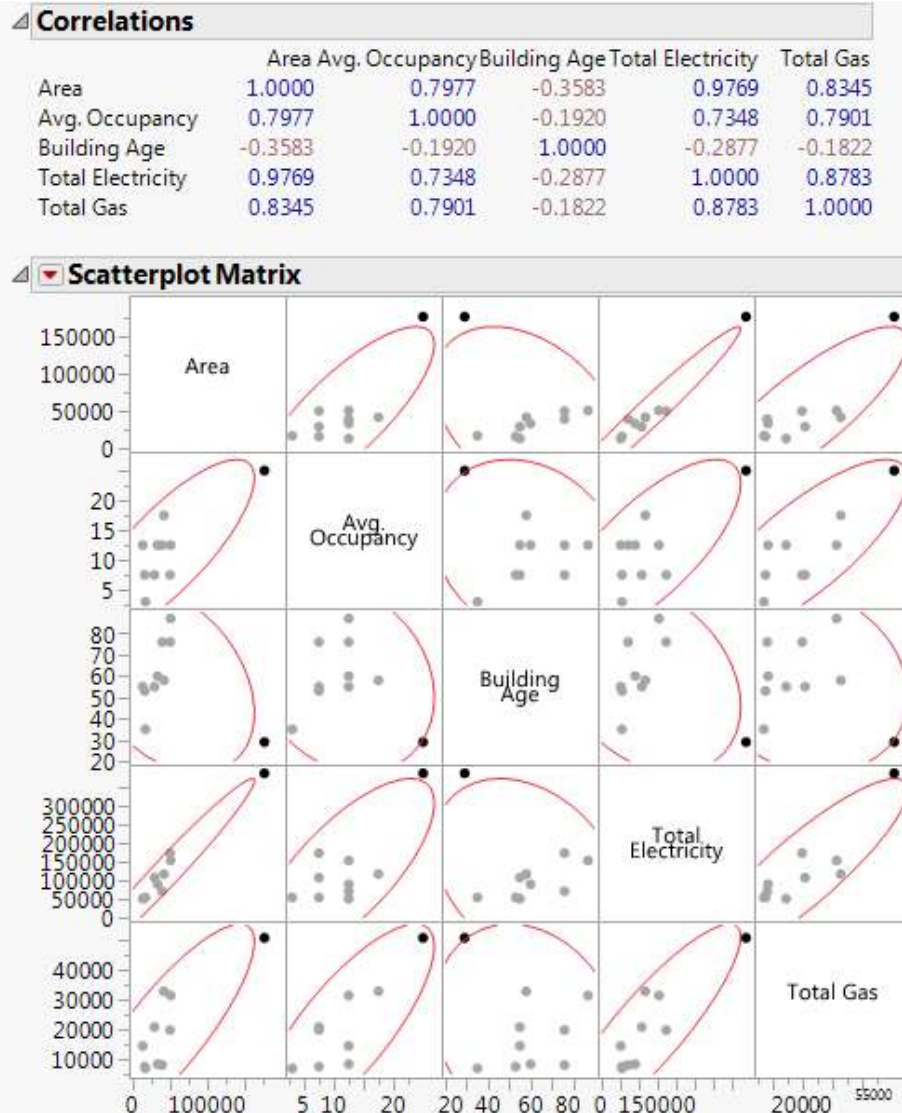 Correlations
Area Avg. Occupancy Building Age Total Electricity Total Gas
Area 1.0000 0.7977 -0.3583 0.9769 0.8345
Avg. Occupancy 0.7977 1.0000 -0.1920 0.7348 0.7901
Building Age -0.3583 -0.1920 1.0000 -0.2877 -0.1822
Total Electricity 0.9769 0.7348 -0.2877 1.0000 0.8783
Total Gas 0.8345 0.7901 -0.1822 0.8783 1.0000
Scatterplot Matrix
150000
100000
50000
0
Area
20
15
10
5
Avg.
Occupancy
80
70
60
50
40
30
20
Building
Age
300000
250000
200000
150000
100000
50000
0
Total
Electricity
40000
30000
20000
10000
Total Gas
0 100000 5 10 20 20 40 60 80 0 150000 20000 55000